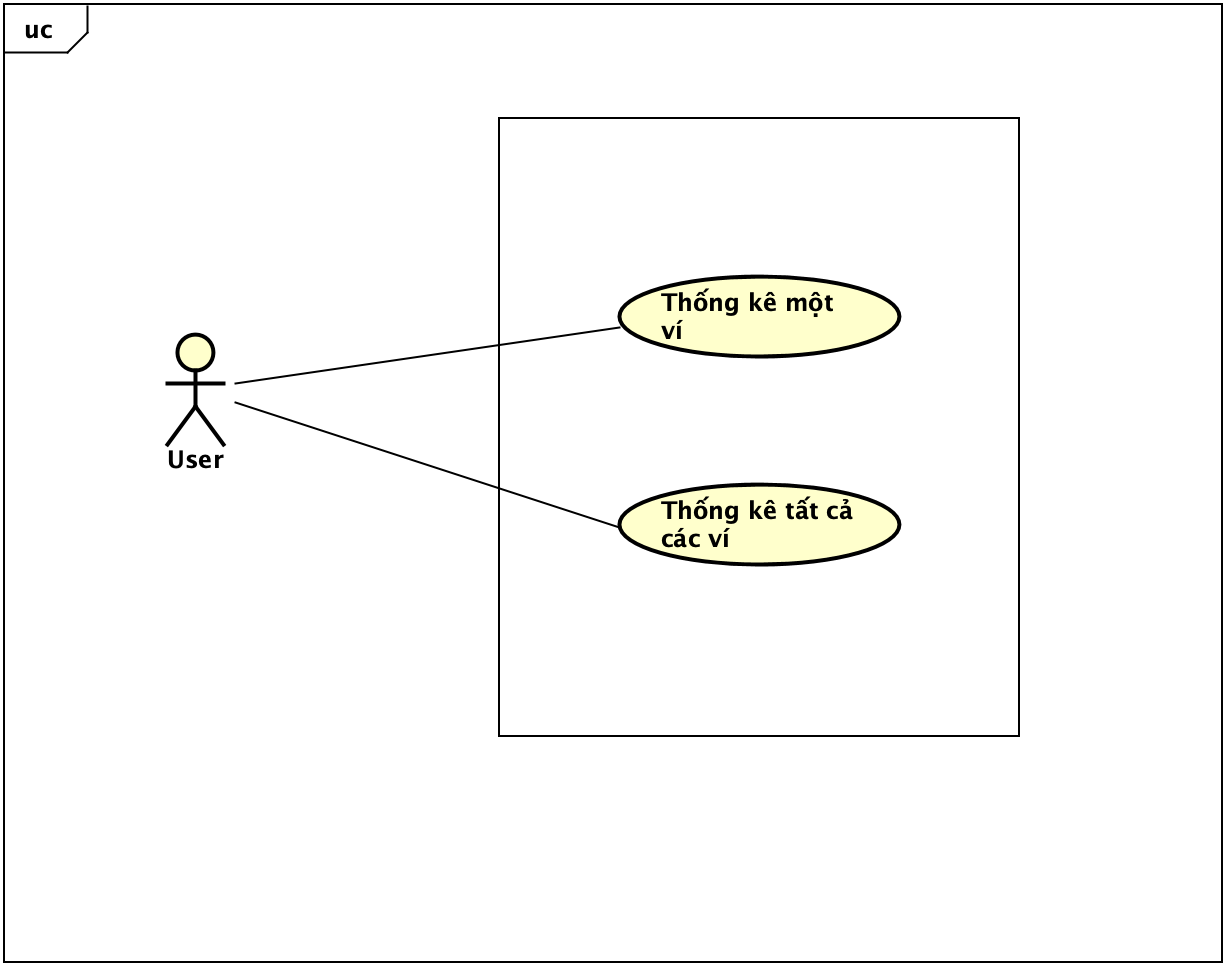 uc
Thống kê một
ví
User
Thống kê tất cả
các ví